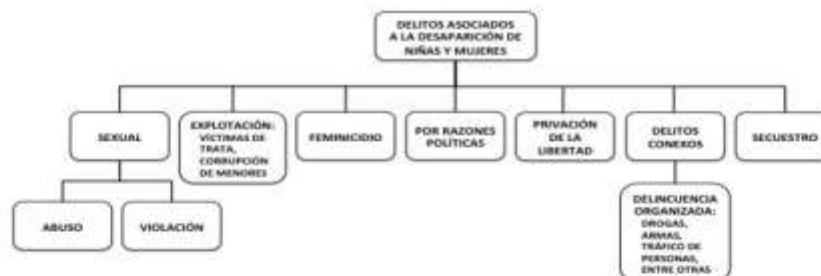 DELITOS ASOCIADOS
A LA DESAPARICIÓN DE
NIÑAS Y MUJERES
SEXUAL
EXPLOTACIÓN:
VÍCTIMAS DE
TRATA,
CORRUPCIÓN
DE MENORES
FEMINICIDIO
POR RAZONES
POLÍTICAS
PRIVACIÓN
DE LA
LIBERTAD
DELITOS
CONEXOS
SECUESTRO
ABUSO
VIOLACIÓN
DELINCUENCIA
ORGANIZADA:
DROGAS,
ARMAS,
TRÁFICO DE
PERSONAS,
ENTRE OTRAS